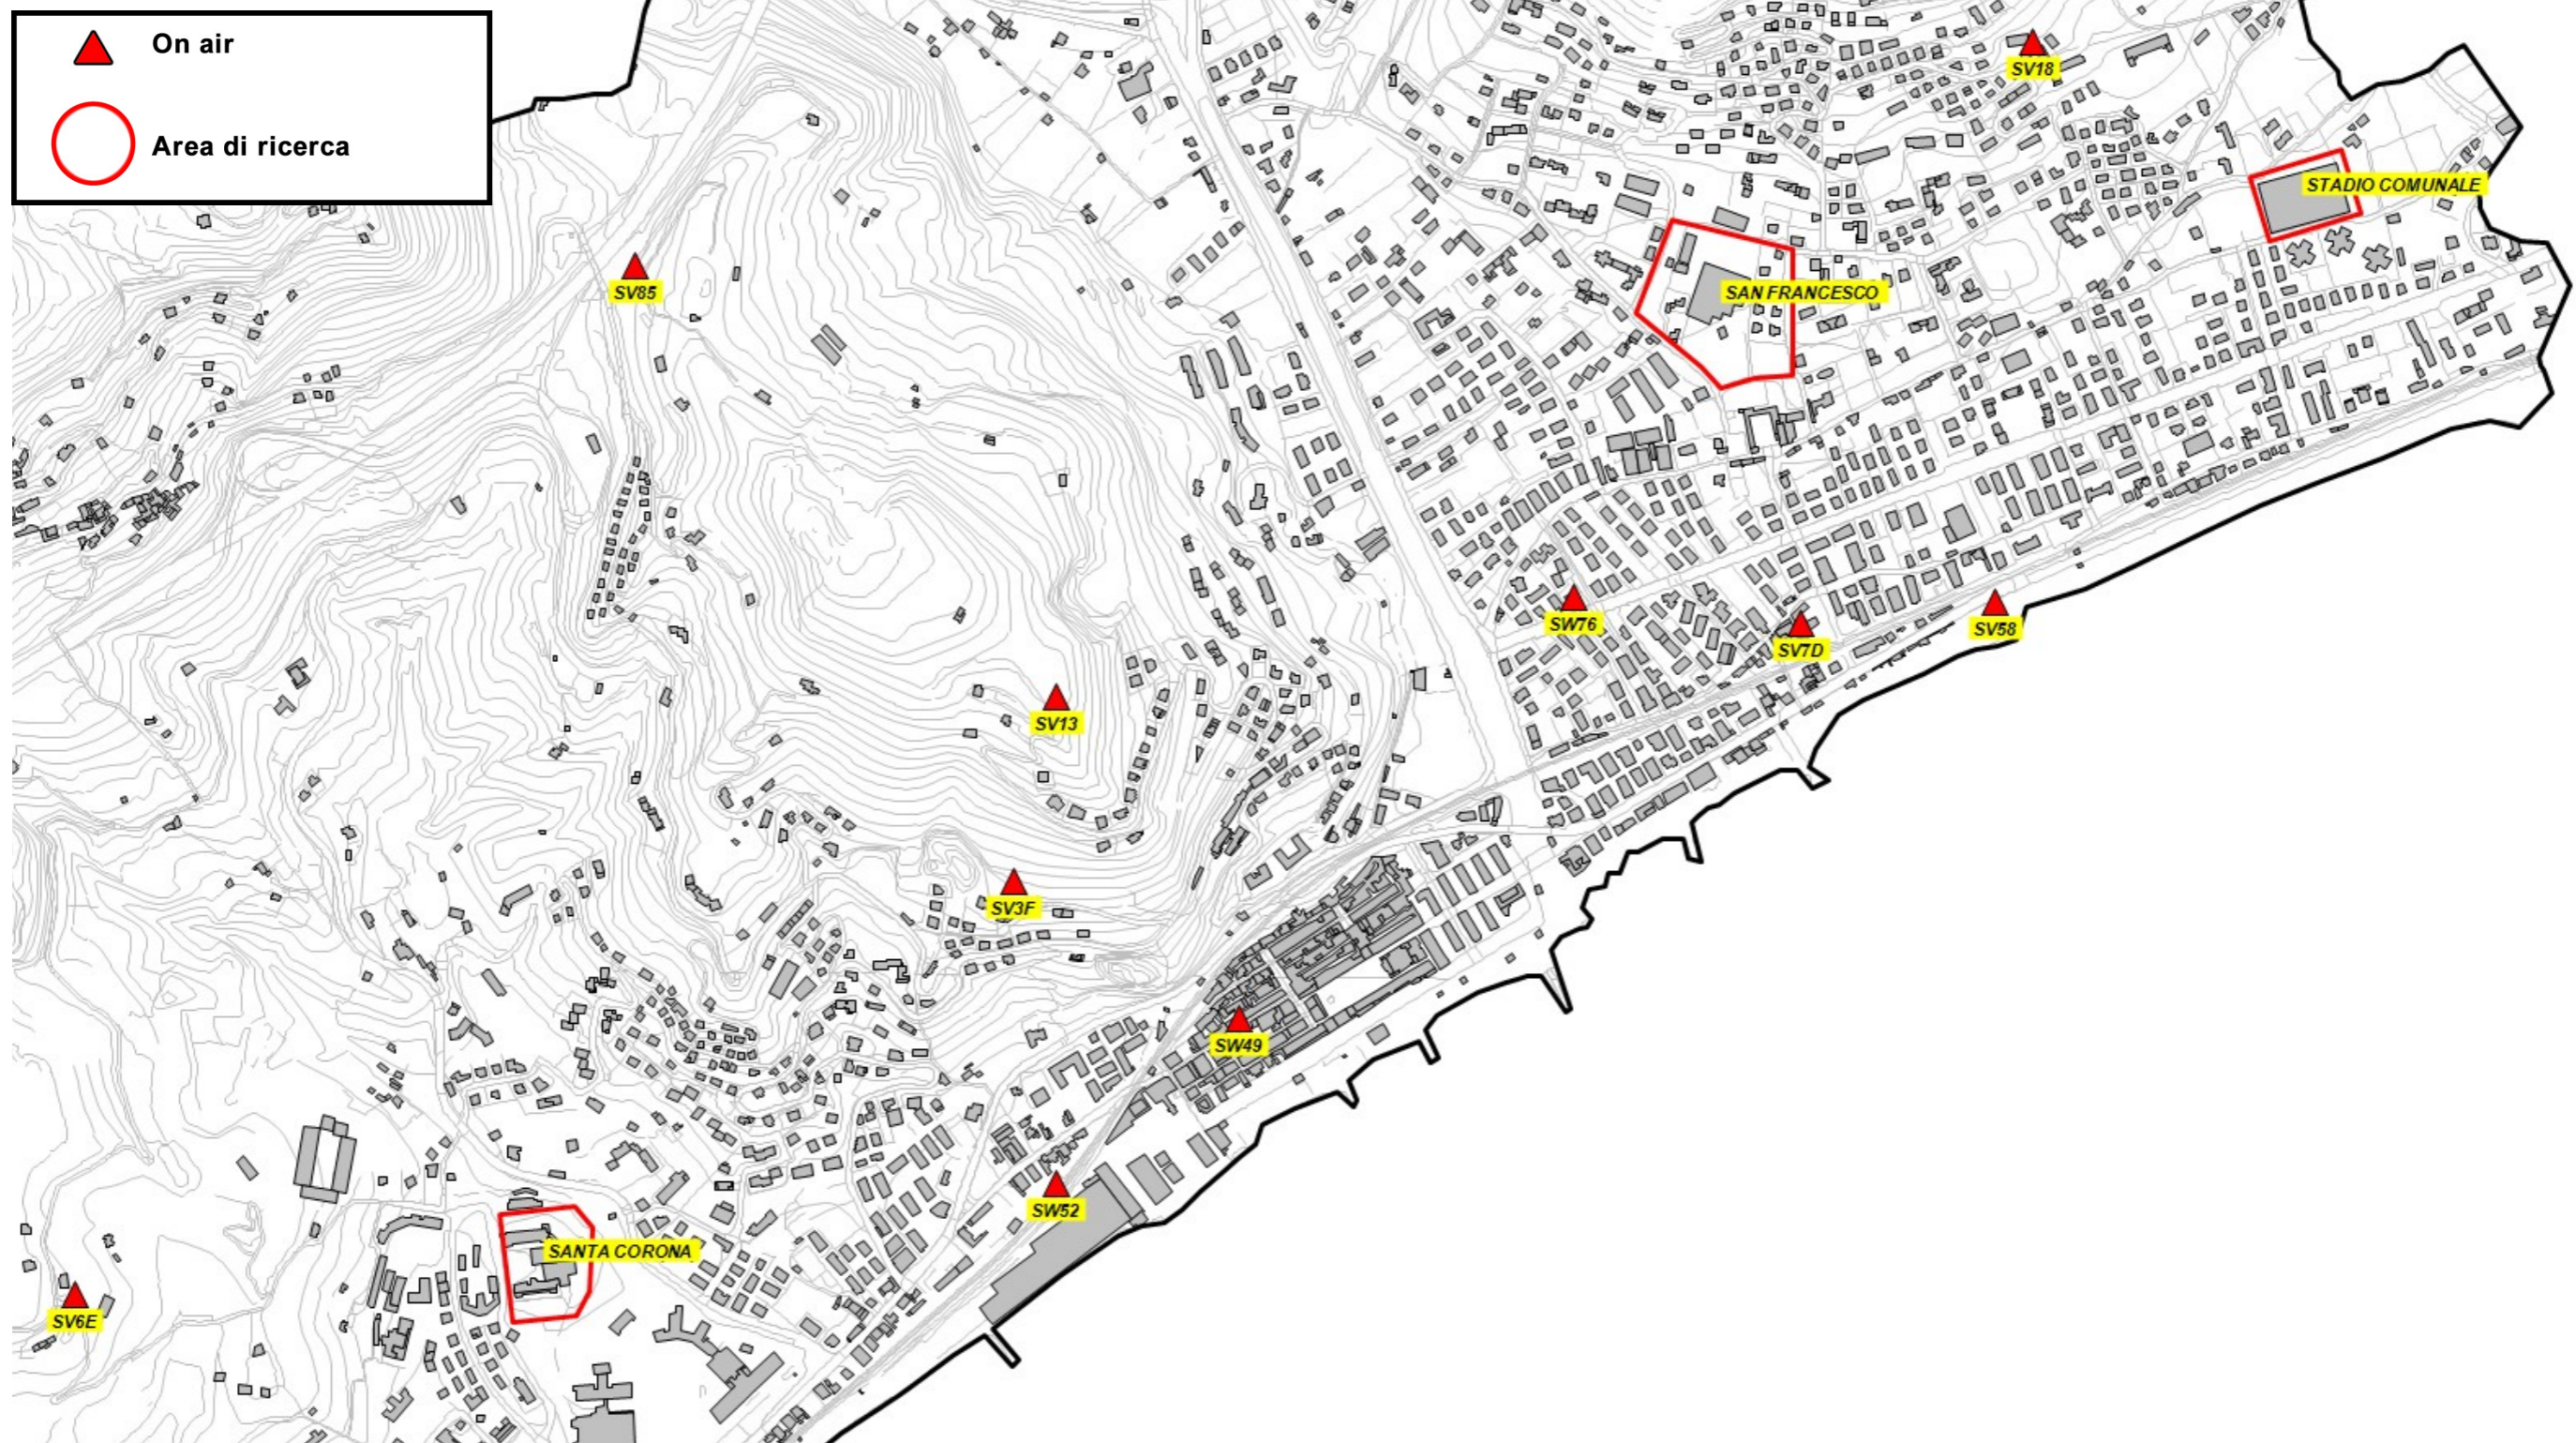 On air
Area di ricerca
SV18
STADIO COMUNALE
SV85
SAN FRANCESCO
SW76
SV58
SV7D
SV13
SV3F
SW49
SW52
SANTA CORONA
SV6E